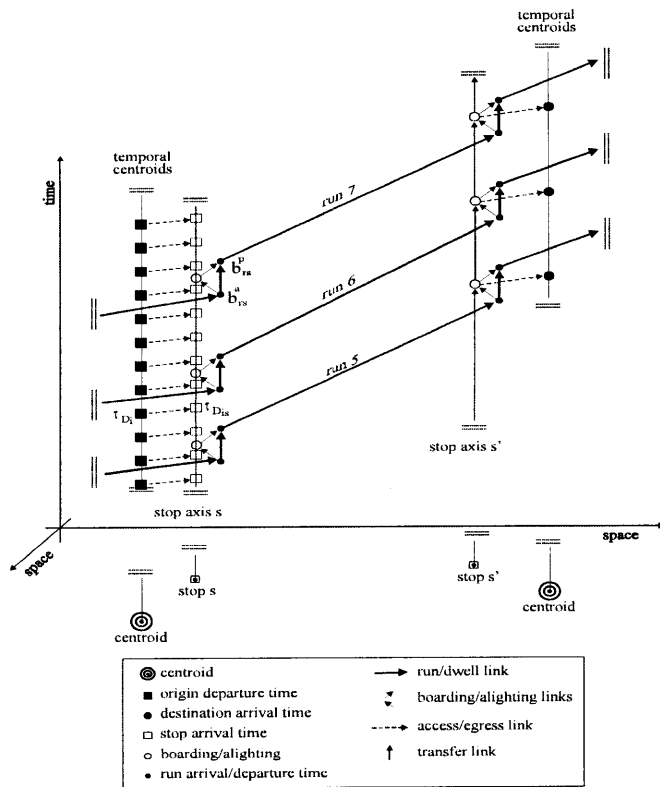 temporal
centroids
temporal
centroids
time
run 7
b^p_rs
b^a_rs
run 6
run 5
τ_Di
τ_Dis
stop axis s'
stop axis s
space
space
stop s
stop s'
centroid
centroid
centroid
origin departure time
destination arrival time
stop arrival time
boarding/alighting
run arrival/departure time
run/dwell link
boarding/alighting links
access/egress link
transfer link